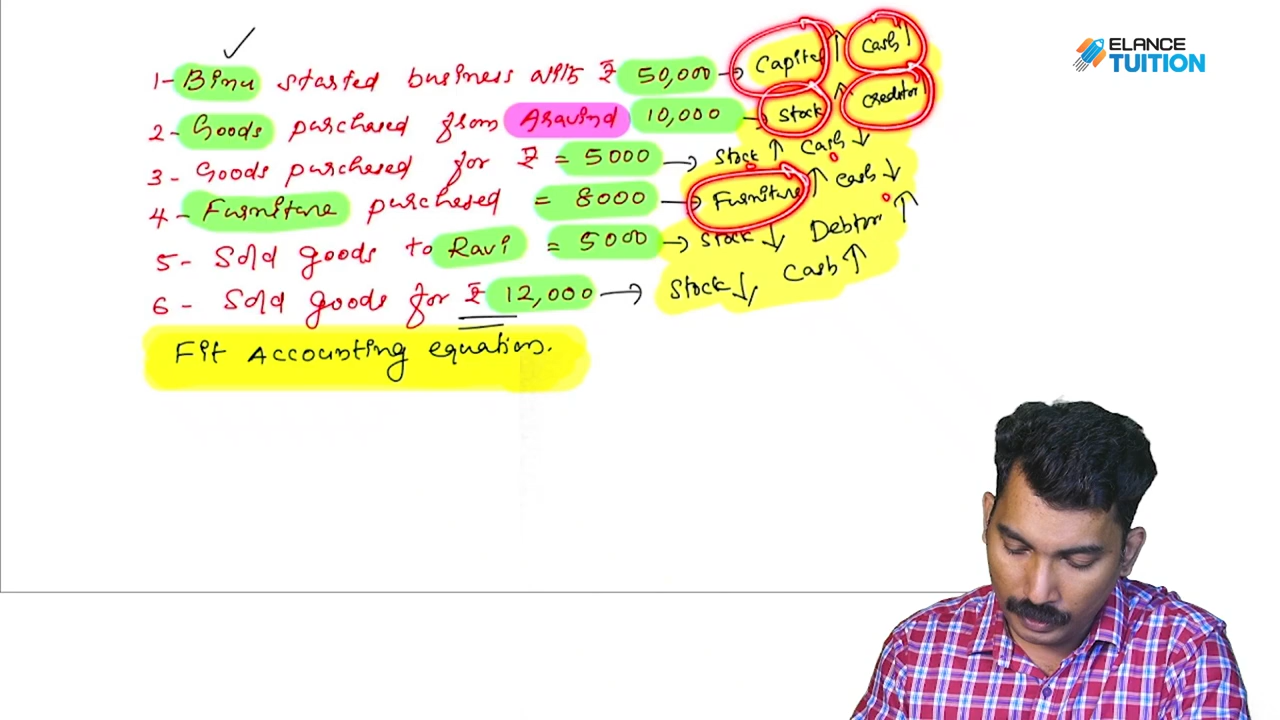 ELANCE
TUITION
1- Binu started business with ₹ 50,000 → Capital ↑ Cash ↑
2- Goods purchased from Aravind 10,000 → Stock ↑ Creditor
3- Goods purchased for ₹ = 5000 → Stock ↑ Cash ↓
4- Furniture purchased = 8000 → Furniture ↑ Cash ↓
5- Sold goods to Ravi = 5000 → Stock ↓ Debtor ↑
6- Sold goods for ₹ 12,000 → Stock ↓ Cash ↑
Fit Accounting equation.